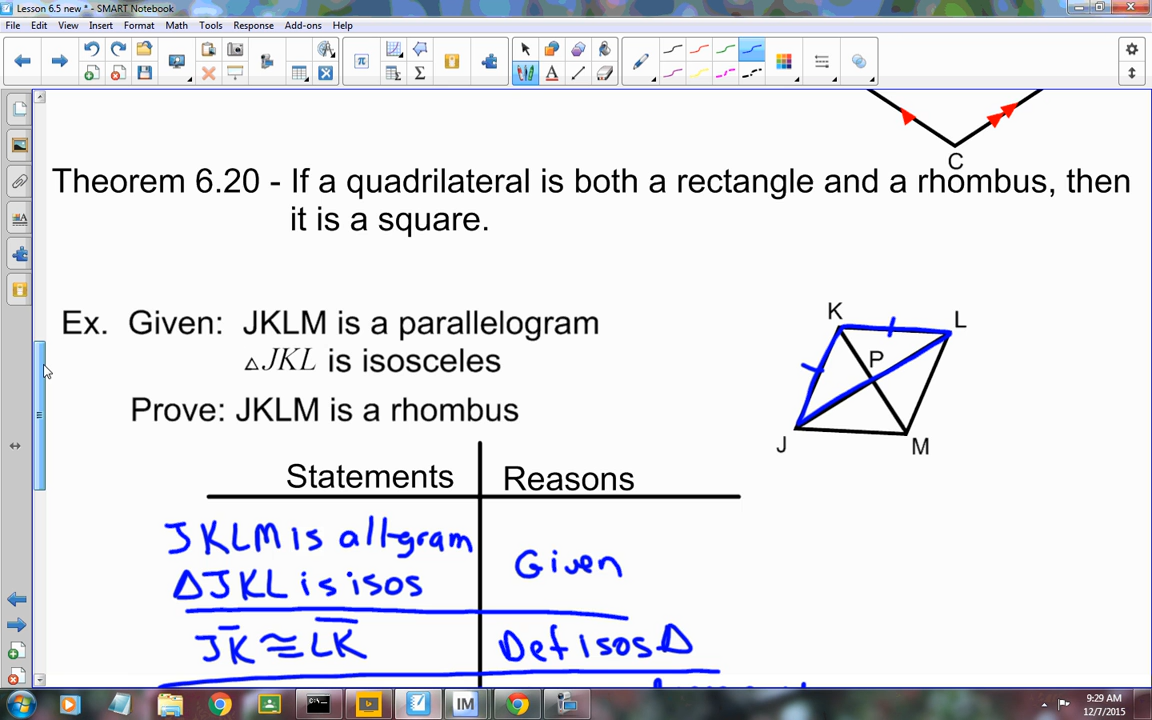 Lesson 6.5 new * - SMART Notebook
File Edit View Insert Format Math Tools Response Add-ons Help
C
Theorem 6.20 - If a quadrilateral is both a rectangle and a rhombus, then
it is a square.
Ex. Given: JKLM is a parallelogram
△JKL is isosceles
Prove: JKLM is a rhombus
K
L
P
J
M
Statements Reasons
JKLM is a ll-gram
Given
△JKL is isos
JK ≅ LK Def isos △
9:29 AM
12/7/2015